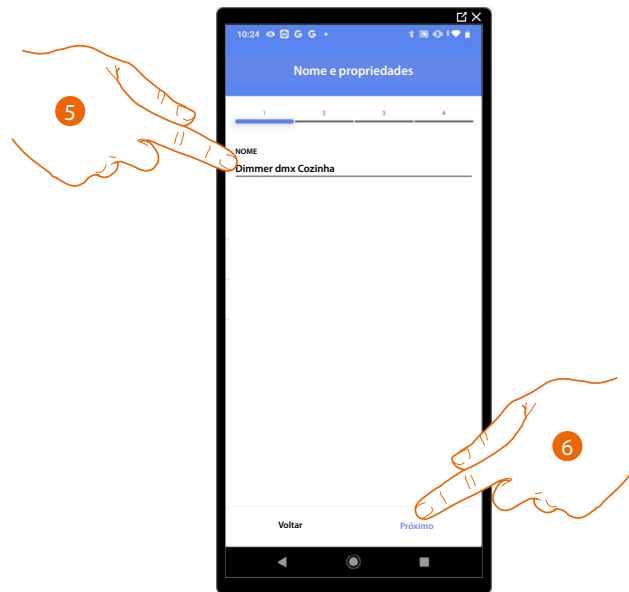 10:24 G G
Nome e propriedades
1 2 3 4
NOME
Dimmer dmx Cozinha
5
6
Voltar Próximo